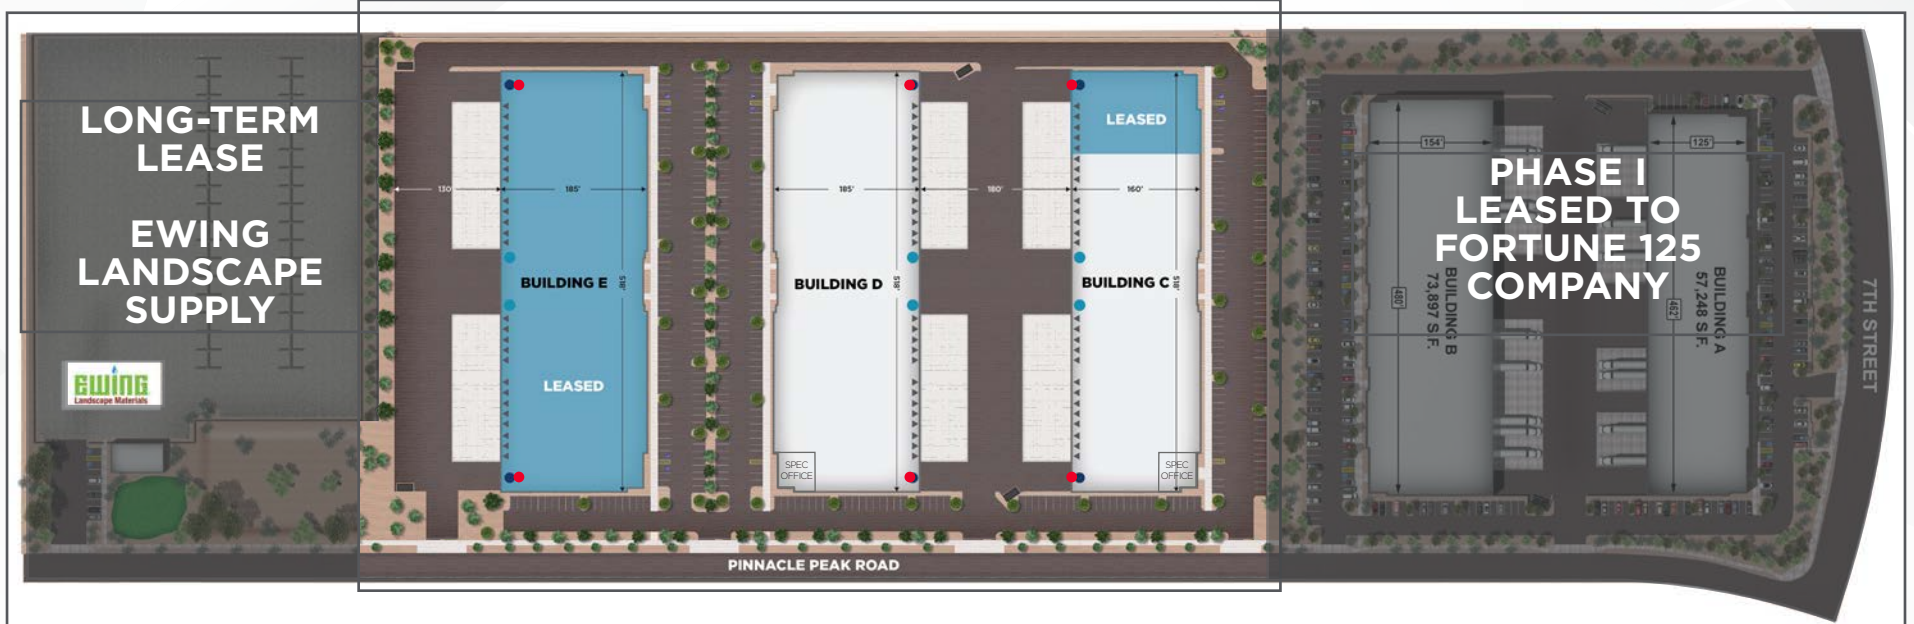 LONG-TERM
LEASE
EWING
LANDSCAPE
SUPPLY
EWING
Landscape Materials
130'
185'
518'
BUILDING E
LEASED
185'
518'
BUILDING D
SPEC
OFFICE
180'
LEASED
160'
518'
BUILDING C
SPEC
OFFICE
PINNACLE PEAK ROAD
154'
125'
PHASE I
LEASED TO
FORTUNE 125
COMPANY
480'
BUILDING B
73,897 S.F.
462'
BUILDING A
57,248 S.F.
7TH STREET